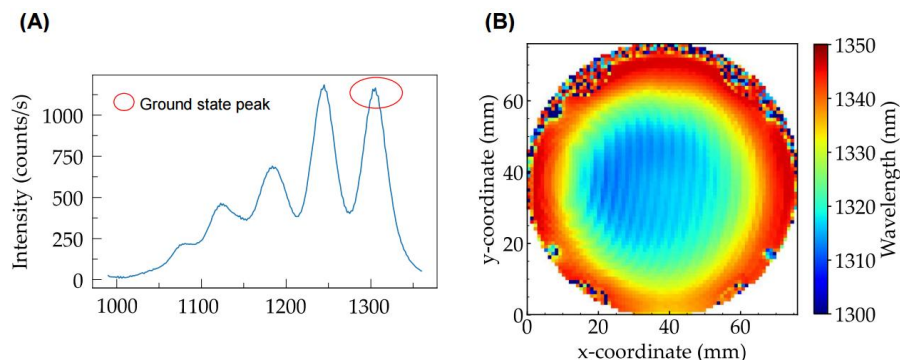 (A)
Ground state peak
Intensity (counts/s)
1000
750
500
250
0
1000 1100 1200 1300
(B)
y-coordinate (mm)
60
40
20
0
0 20 40 60
x-coordinate (mm)
1350
1340
1330
1320
1310
1300
Wavelength (nm)